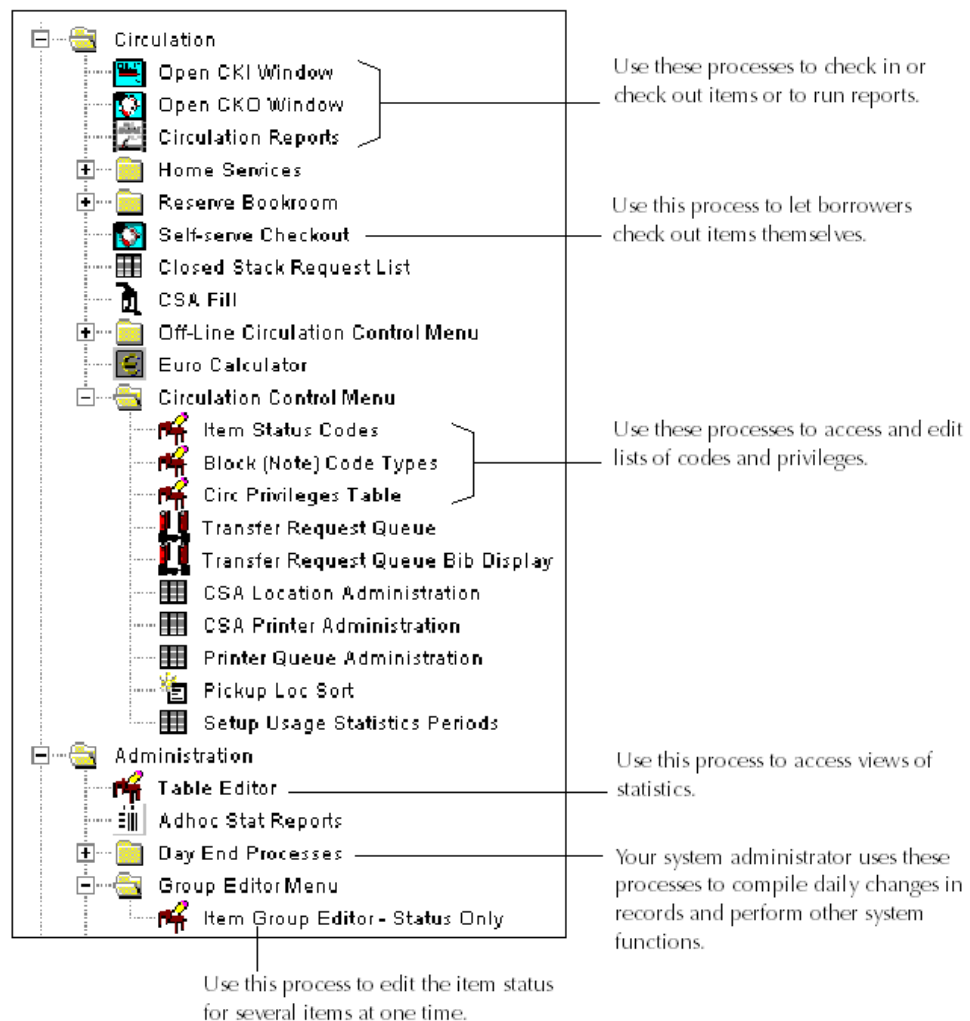 Circulation
Open CKI Window
Open CKO Window
Circulation Reports
Use these processes to check in or
check out items or to run reports.
Home Services
Reserve Bookroom
Self-serve Checkout
Use this process to let borrowers
check out items themselves.
Closed Stack Request List
CSA Fill
Off-Line Circulation Control Menu
Euro Calculator
Circulation Control Menu
Item Status Codes
Block (Note) Code Types
Circ Privileges Table
Use these processes to access and edit
lists of codes and privileges.
Transfer Request Queue
Transfer Request Queue Bib Display
CSA Location Administration
CSA Printer Administration
Printer Queue Administration
Pickup Loc Sort
Setup Usage Statistics Periods
Administration
Table Editor
Use this process to access views of
statistics.
Adhoc Stat Reports
Day End Processes
Your system administrator uses these
processes to compile daily changes in
records and perform other system
functions.
Group Editor Menu
Item Group Editor - Status Only
Use this process to edit the item status
for several items at one time.